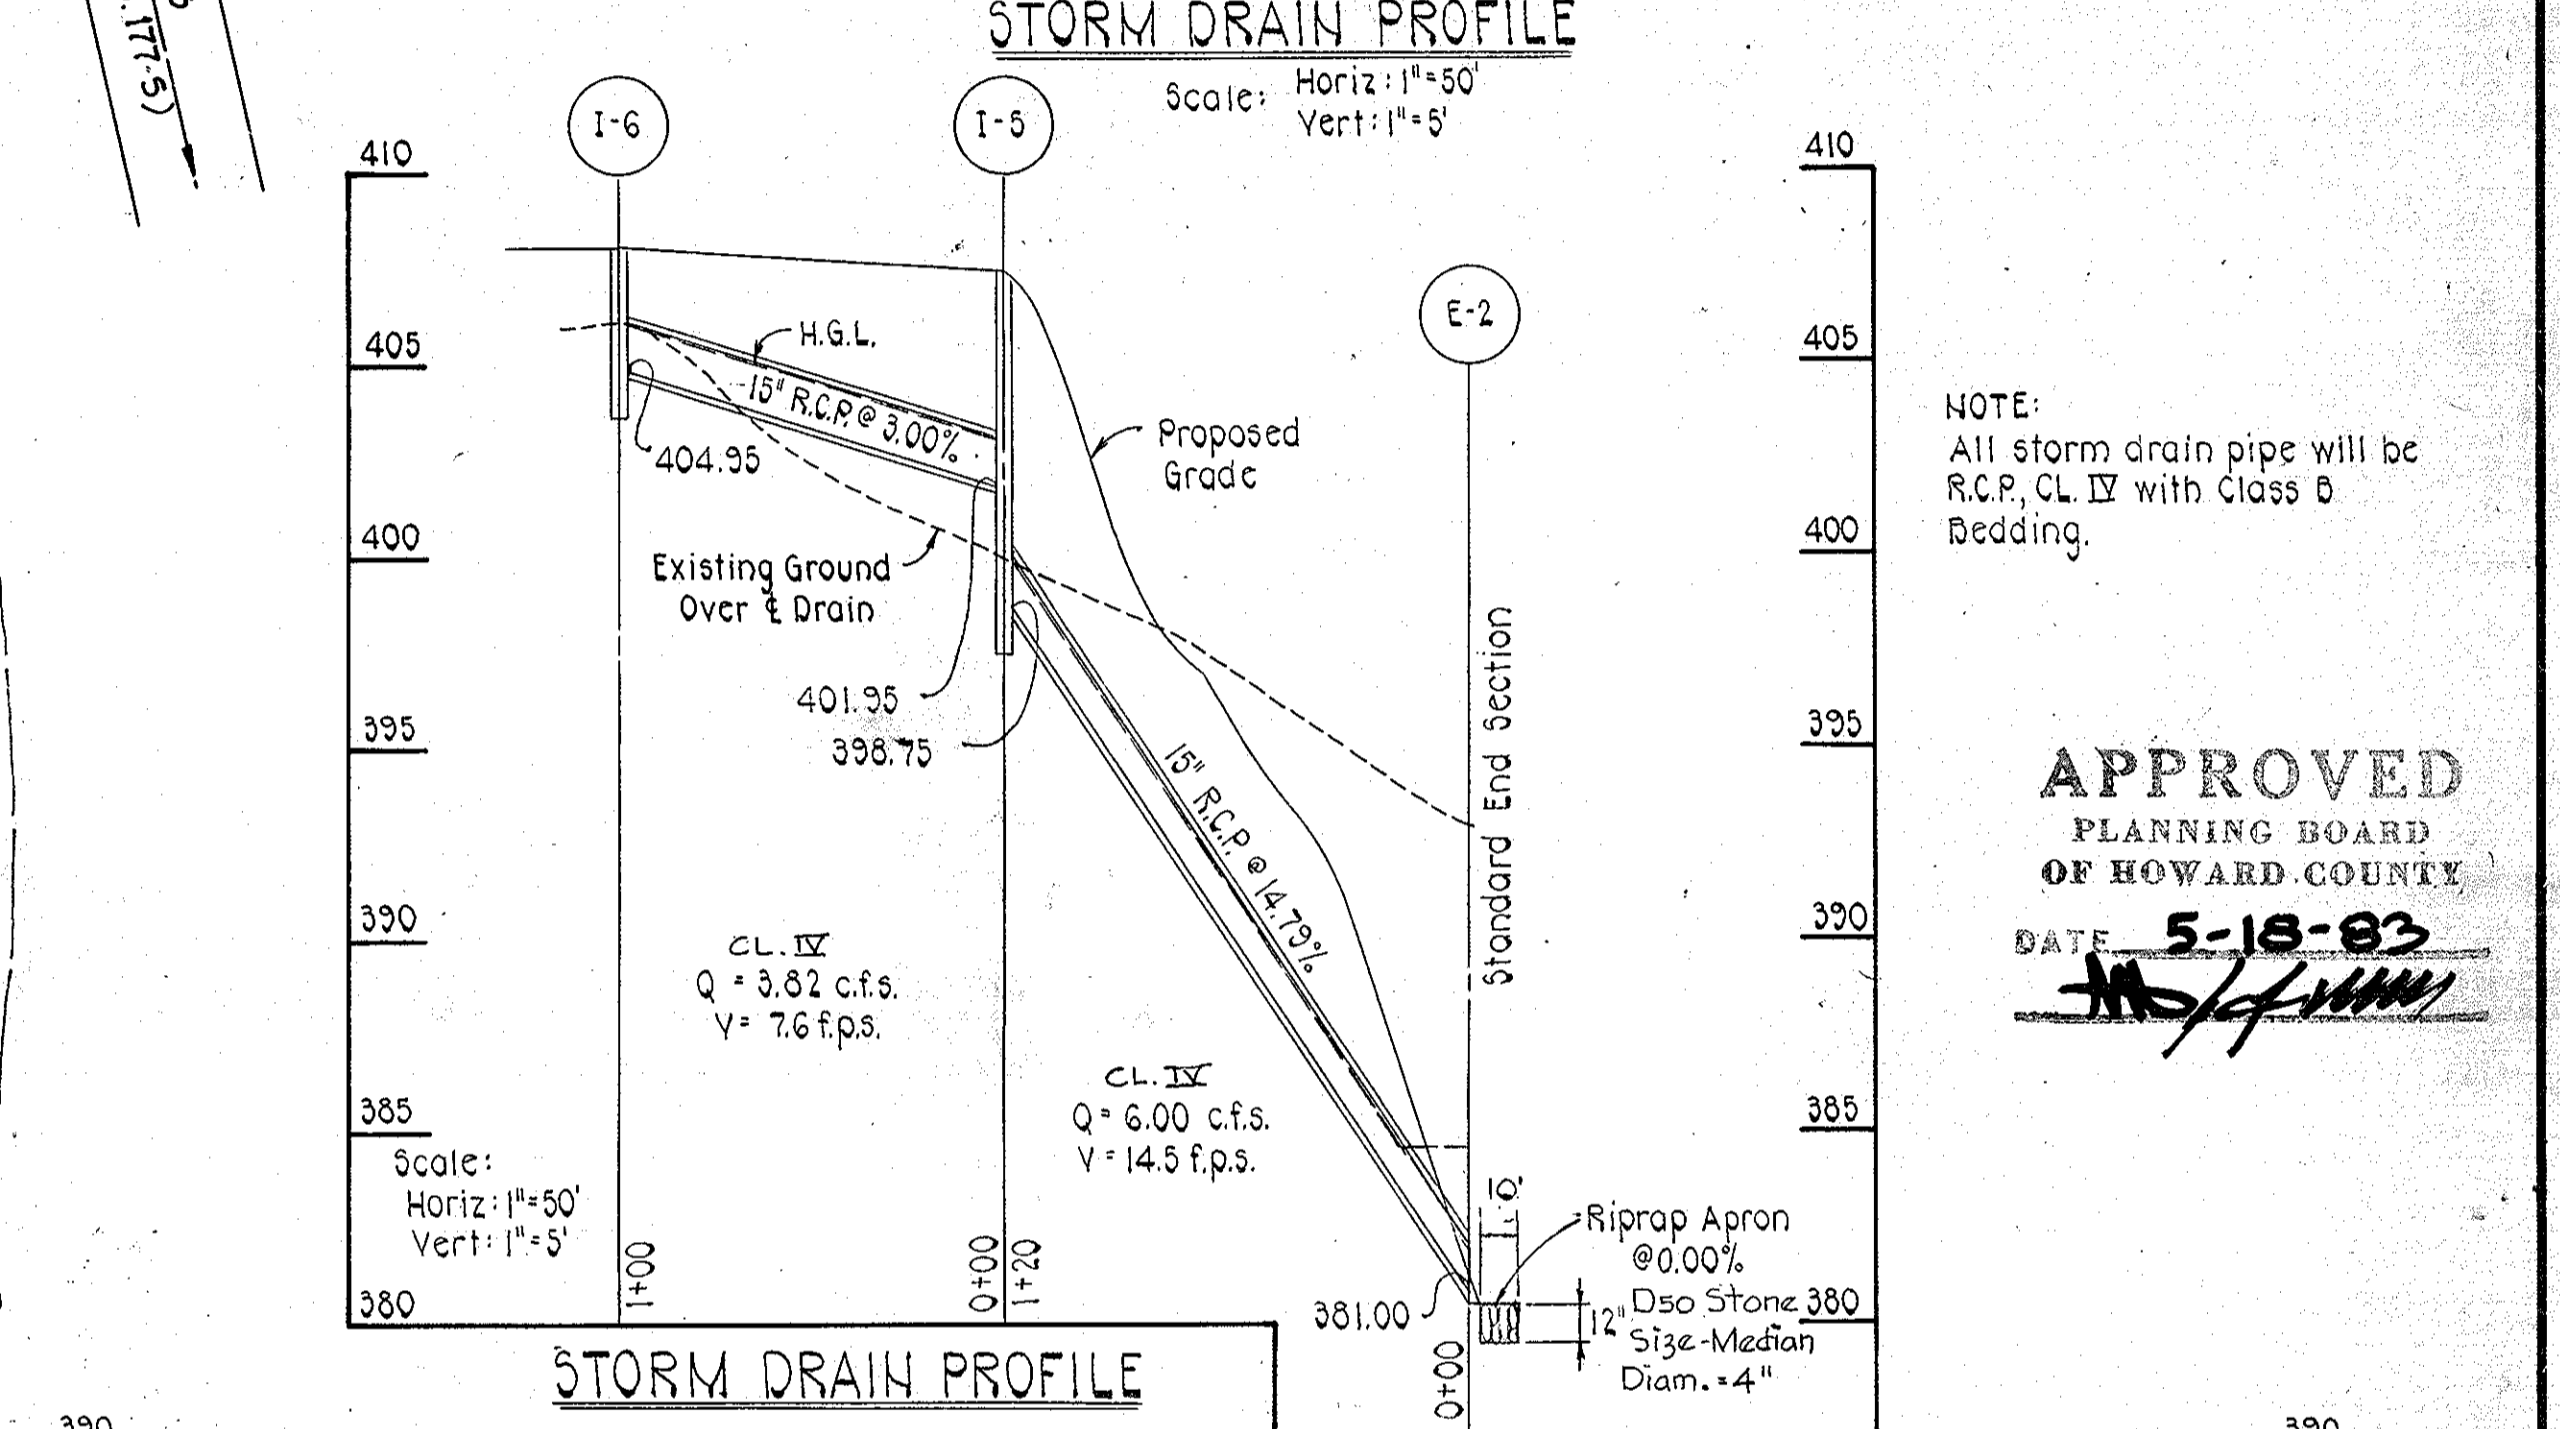 .177.5)
STORM DRAIN PROFILE
Scale: Horiz: 1"=50'
Vert: 1"=5'
I-6
I-5
E-2
410
405
400
395
390
385
380
410
405
400
395
390
385
380
H.G.L.
15" R.C.P. @ 3.00%
404.95
Existing Ground
Over ℄ Drain
401.95
398.75
Proposed
Grade
15" R.C.P. @ 14.79%
Standard End Section
NOTE:
All storm drain pipe will be
R.C.P., CL. IV with Class B
Bedding.
APPROVED
PLANNING BOARD
OF HOWARD COUNTY
DATE 5-18-83
CL. IV
Q = 3.82 c.f.s.
V = 7.6 f.p.s.
CL. IV
Q = 6.00 c.f.s.
V = 14.5 f.p.s.
Scale:
Horiz: 1"=50'
Vert: 1"=5'
1+00
0+00
1+20
0+00
381.00
10'
12"
Riprap Apron
@0.00%
D50 Stone
Size-Median
Diam.=4"
STORM DRAIN PROFILE
390
390